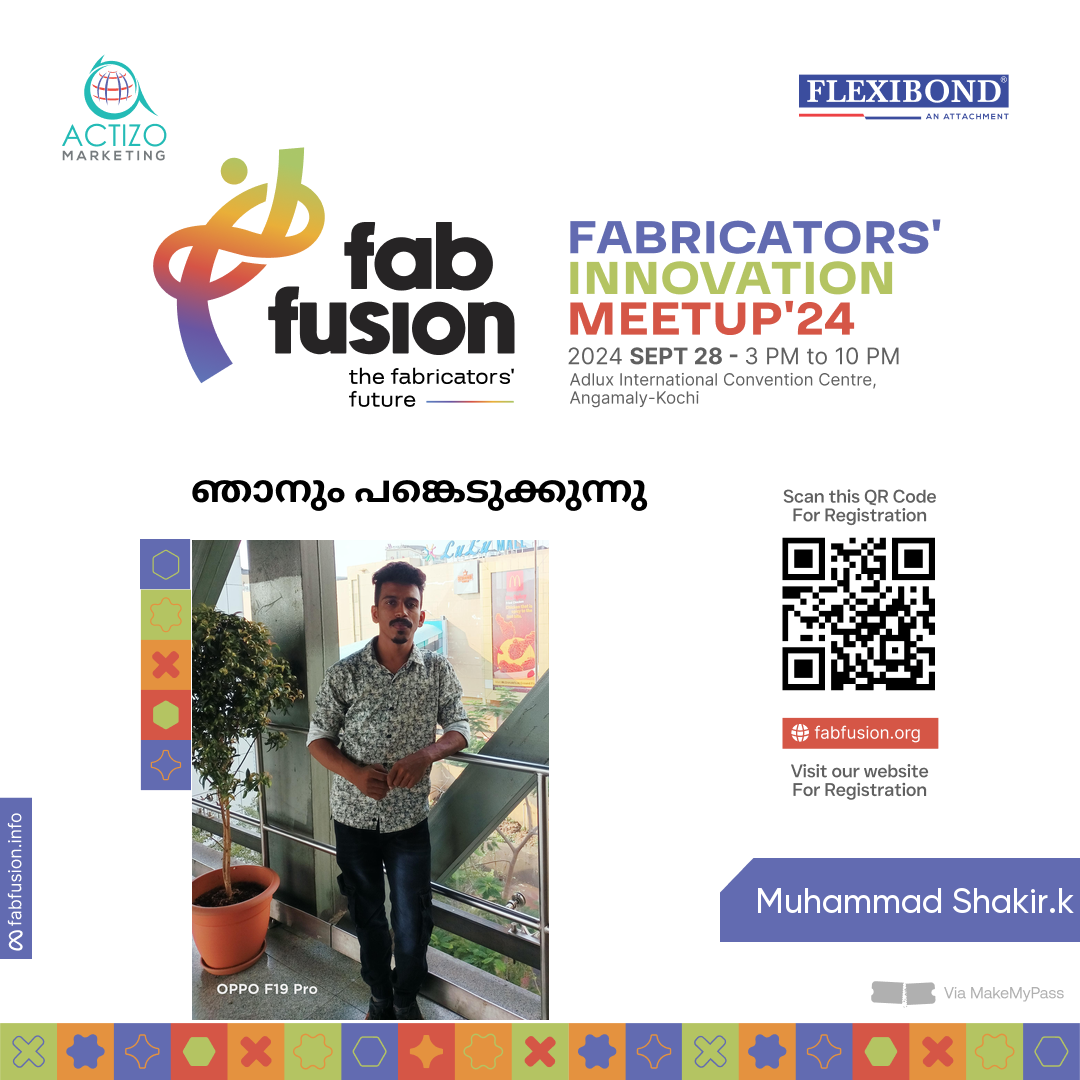 ACTIZO
MARKETING
FLEXIBOND®
AN ATTACHMENT
fab
fusion
the fabricators'
future
FABRICATORS'
INNOVATION
MEETUP'24
2024 SEPT 28 - 3 PM to 10 PM
Adlux International Convention Centre,
Angamaly-Kochi
ഞാനും പങ്കെടുക്കുന്നു
Scan this QR Code
For Registration
fabfusion.org
Visit our website
For Registration
LuLu MALL
OPPO F19 Pro
fabfusion.info
Muhammad Shakir.k
Via MakeMyPass